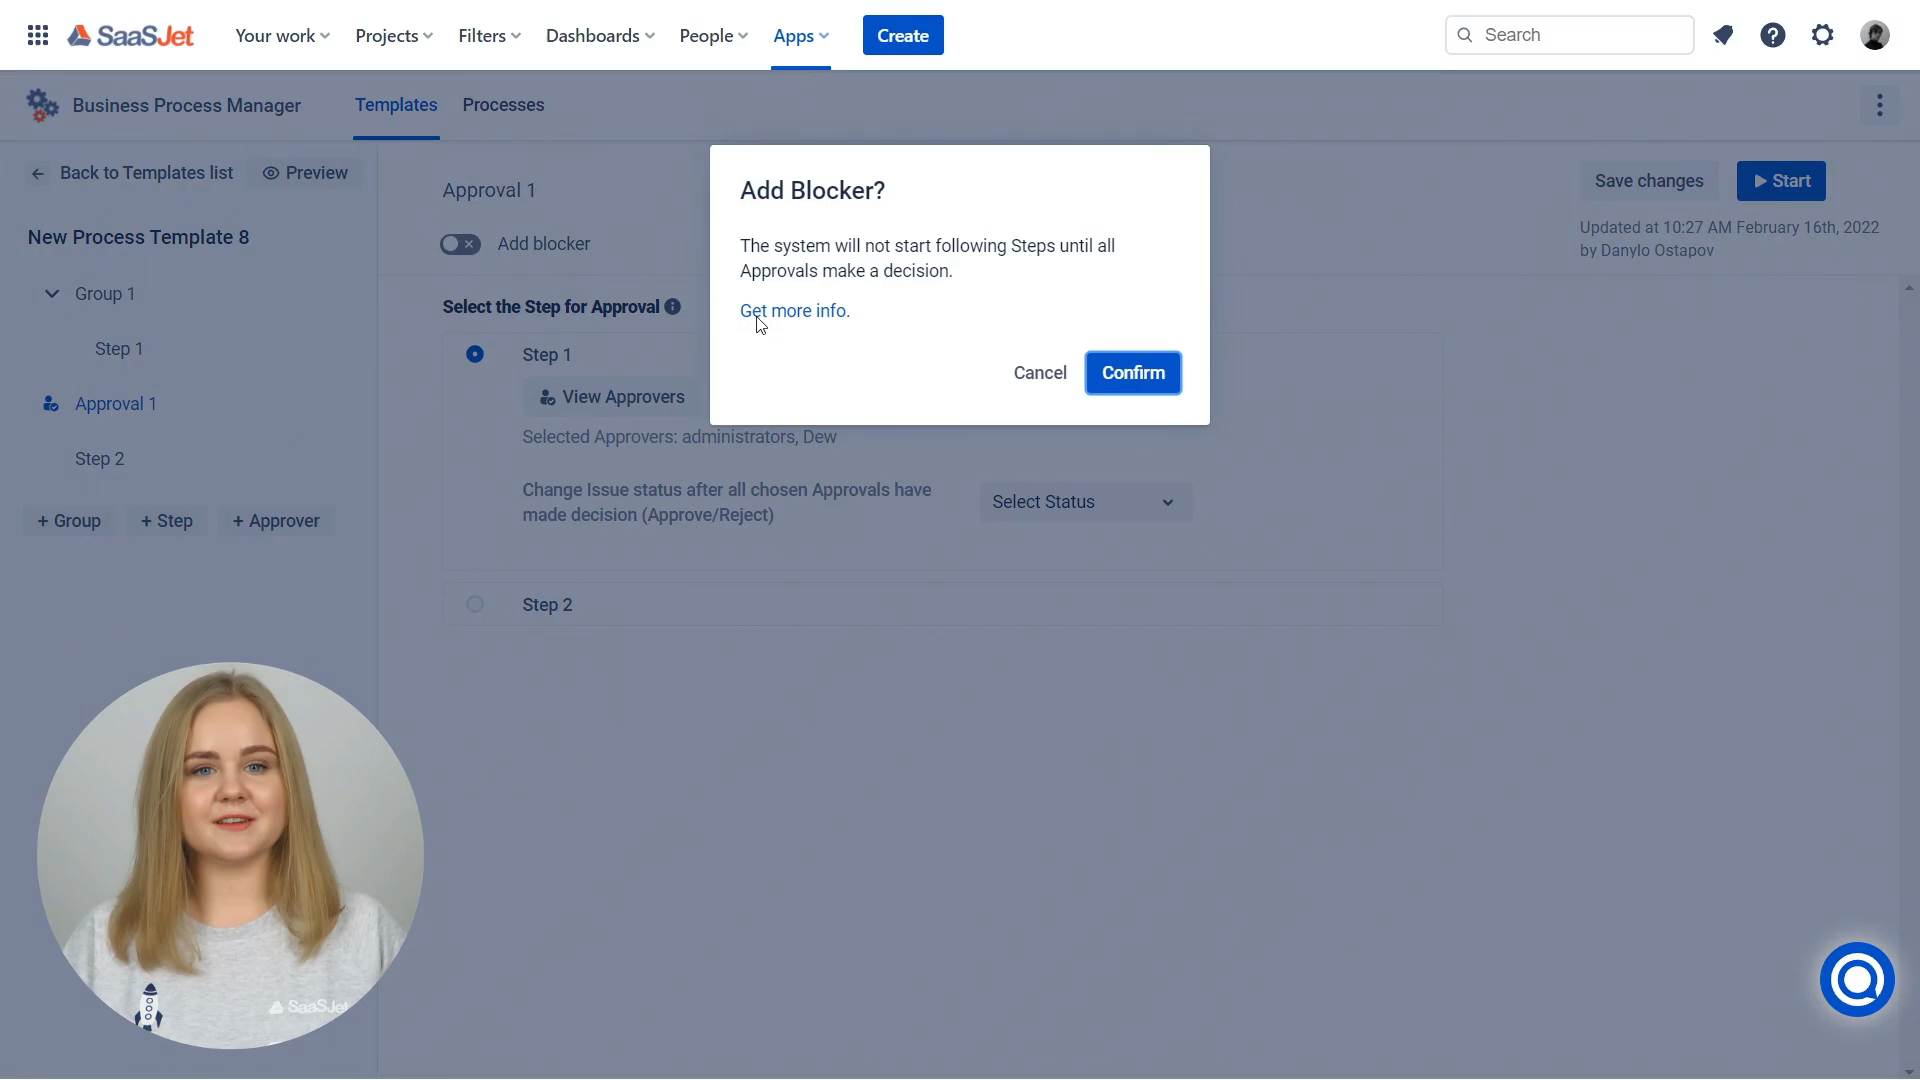 SaaSJet
Your work
Projects
Filters
Dashboards
People
Apps
Create
Search
Business Process Manager
Templates
Processes
Back to Templates list
Preview
New Process Template 8
Group 1
Step 1
Approval 1
Step 2
+ Group
+ Step
+ Approver
Approval 1
Add blocker
Save changes
Start
Updated at 10:27 AM February 16th, 2022
by Danylo Ostapov
Select the Step for Approval
Step 1
View Approvers
Selected Approvers: administrators, Dew
Change Issue status after all chosen Approvals have
made decision (Approve/Reject)
Select Status
Step 2
Add Blocker?
The system will not start following Steps until all
Approvals make a decision.
Get more info.
Cancel
Confirm
SaaSJet